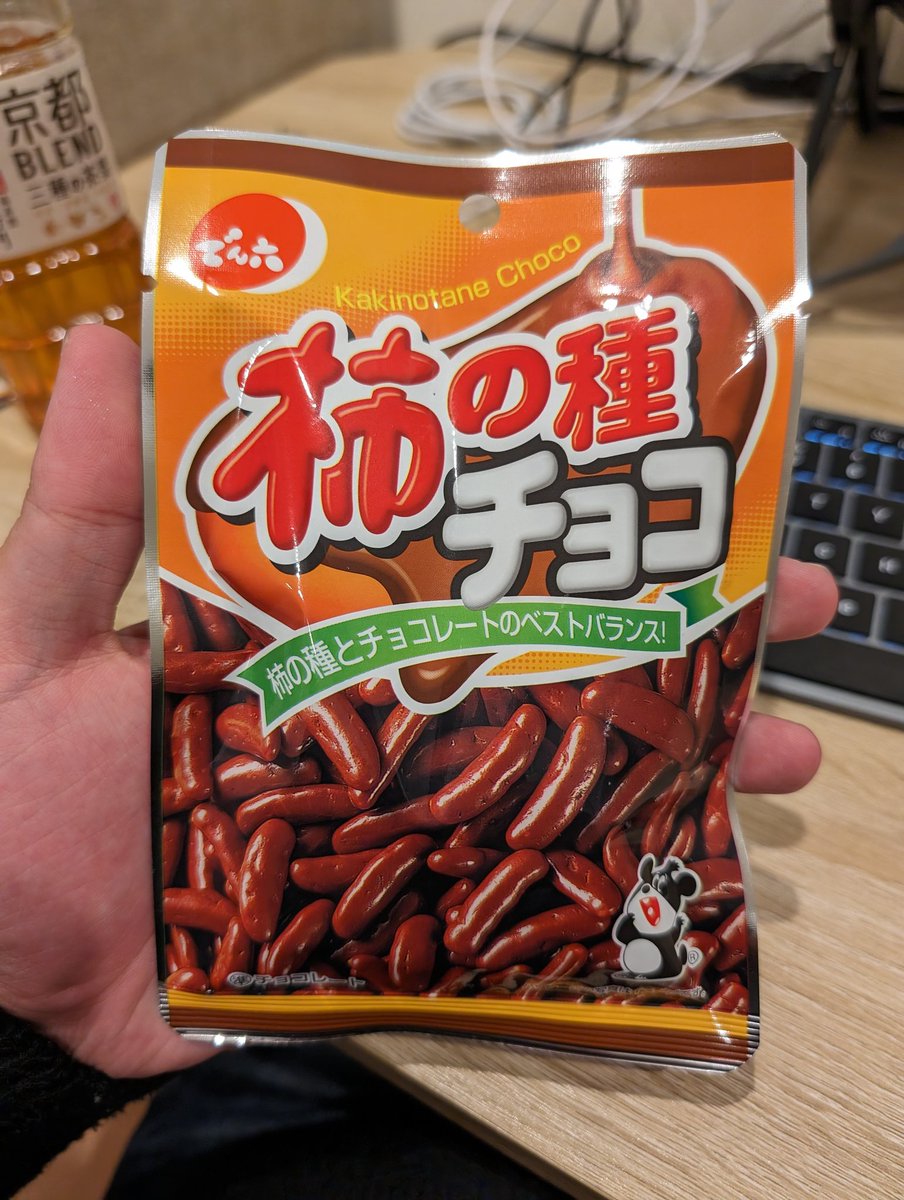 京都
BLEND
でん六
Kakinotane Choco
柿の種
チョコ
柿の種とチョコレートのベストバランス!
準チョコレート
®